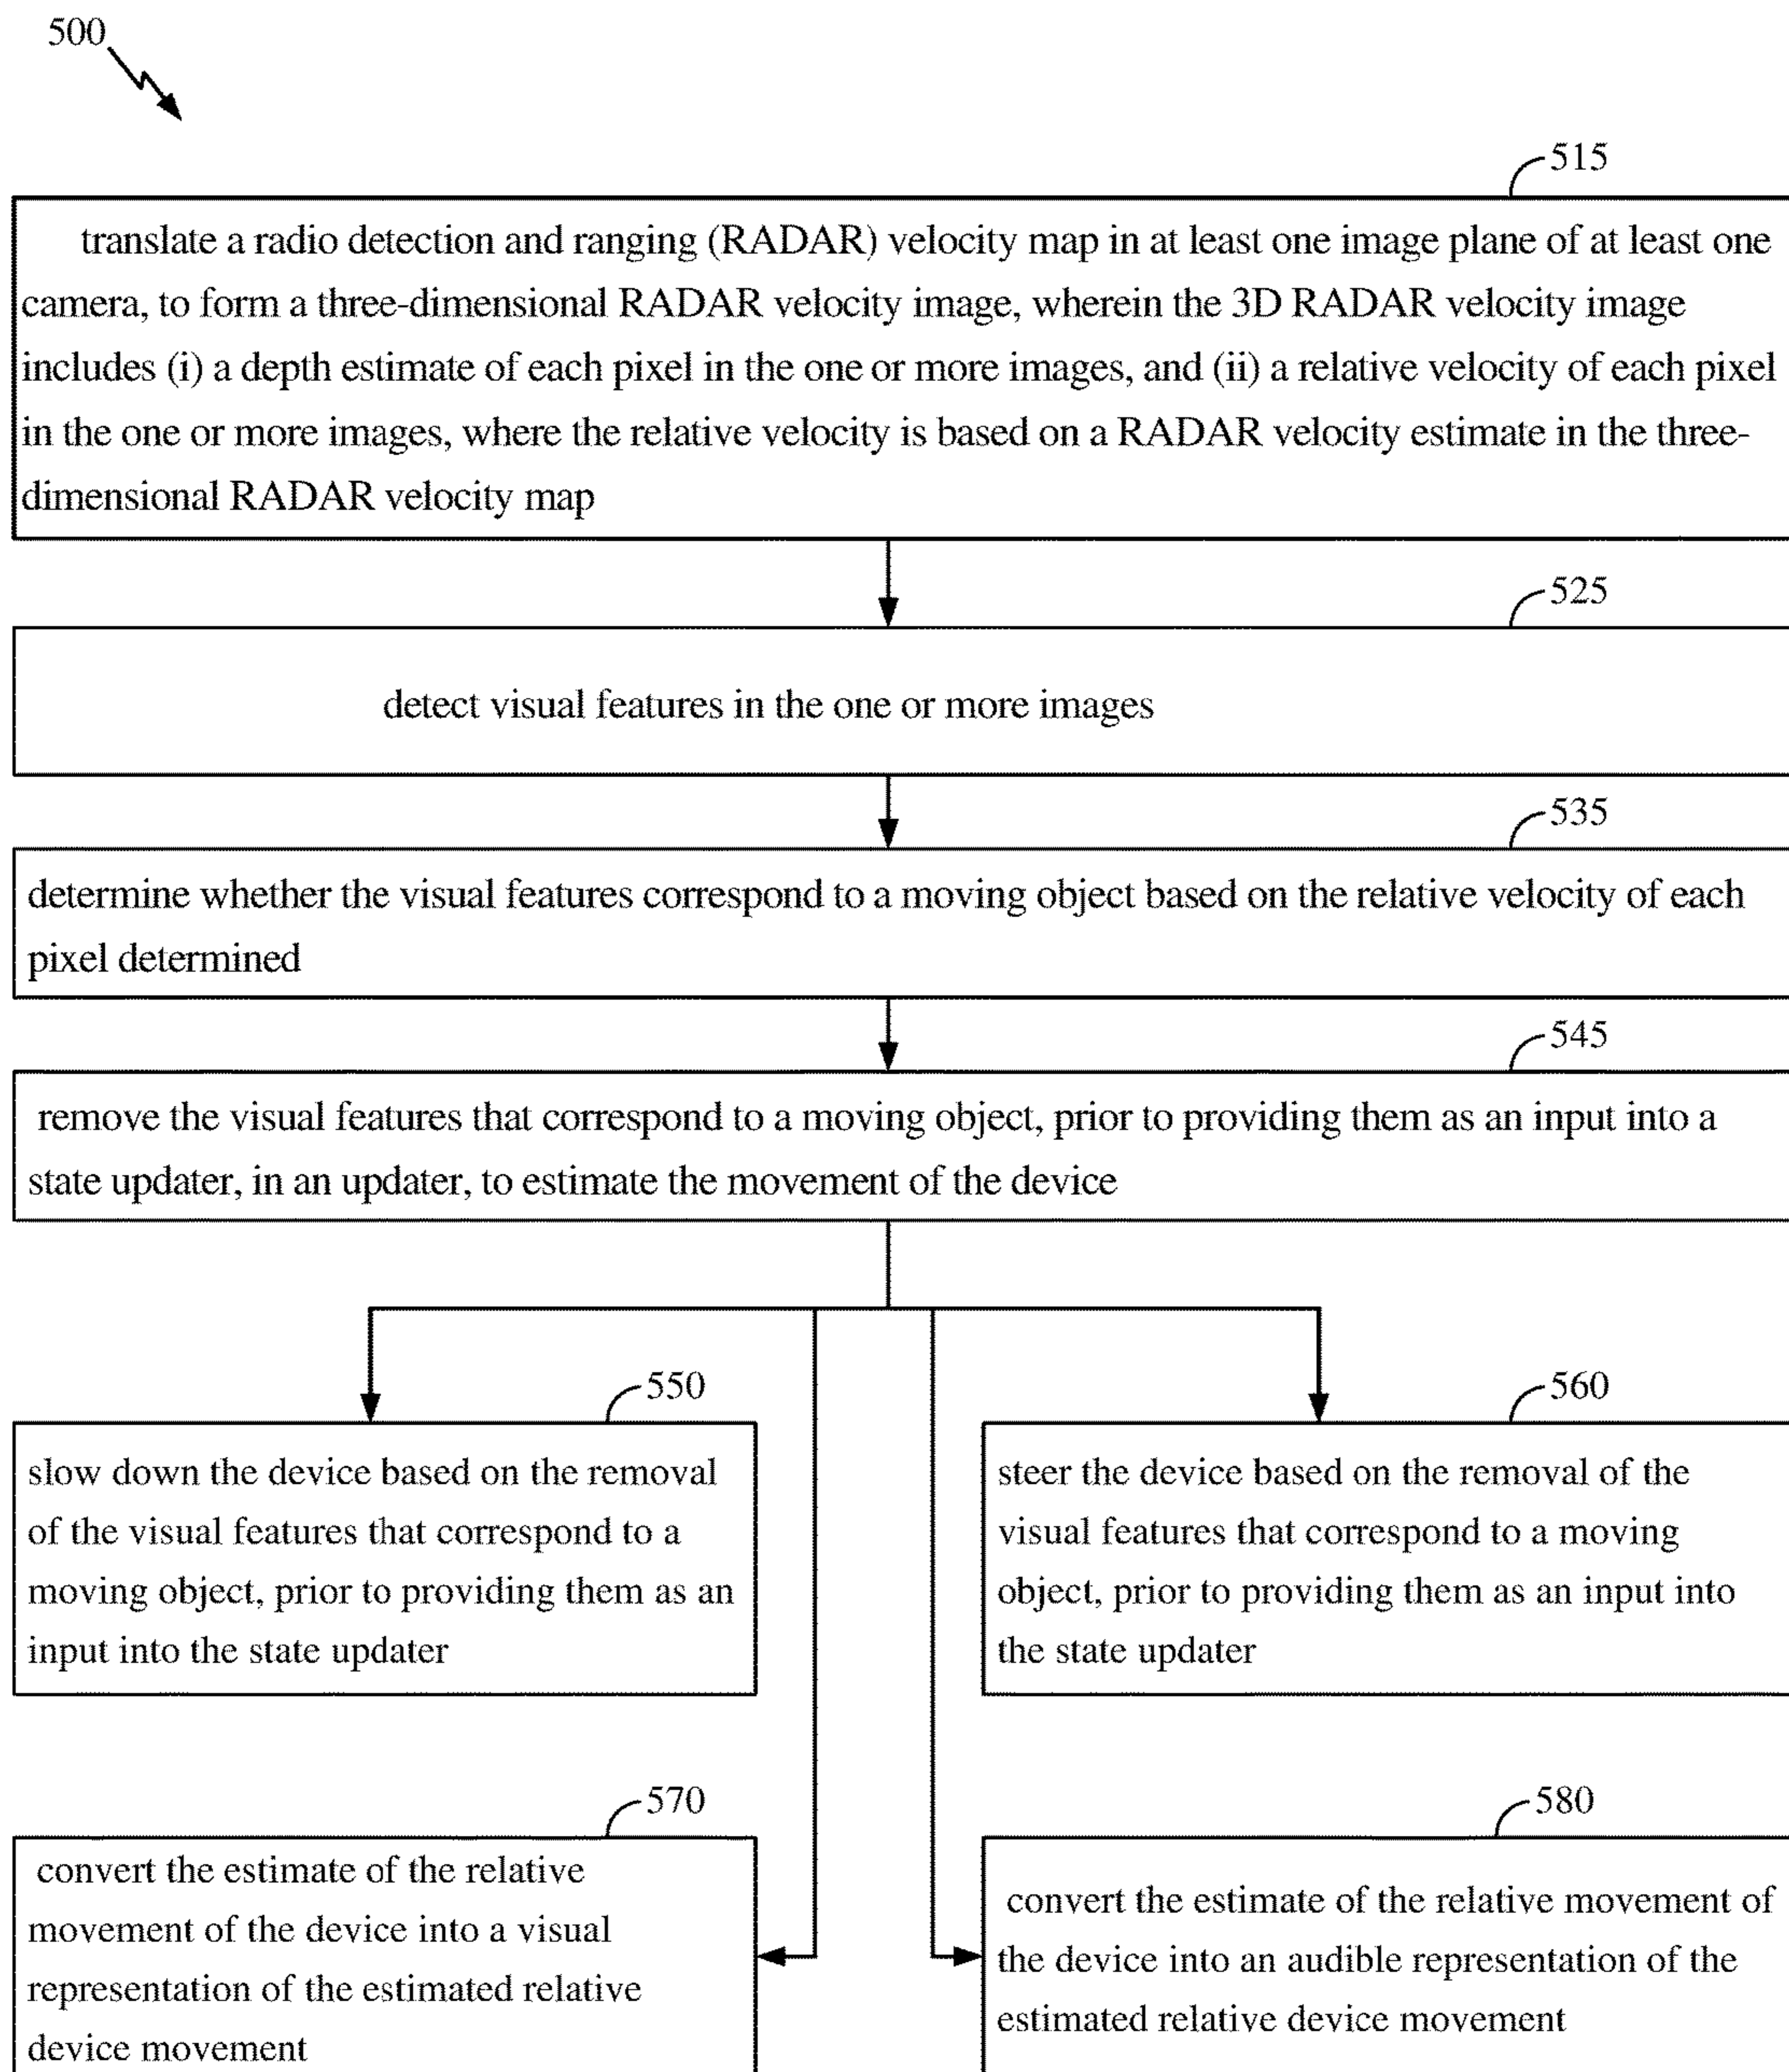 500
515
translate a radio detection and ranging (RADAR) velocity map in at least one image plane of at least one
camera, to form a three-dimensional RADAR velocity image, wherein the 3D RADAR velocity image
includes (i) a depth estimate of each pixel in the one or more images, and (ii) a relative velocity of each pixel
in the one or more images, where the relative velocity is based on a RADAR velocity estimate in the three-
dimensional RADAR velocity map
525
detect visual features in the one or more images
535
determine whether the visual features correspond to a moving object based on the relative velocity of each
pixel determined
545
remove the visual features that correspond to a moving object, prior to providing them as an input into a
state updater, in an updater, to estimate the movement of the device
550
slow down the device based on the removal
of the visual features that correspond to a
moving object, prior to providing them as an
input into the state updater
560
steer the device based on the removal of the
visual features that correspond to a moving
object, prior to providing them as an input into
the state updater
570
convert the estimate of the relative
movement of the device into a visual
representation of the estimated relative
device movement
580
convert the estimate of the relative movement of
the device into an audible representation of the
estimated relative device movement